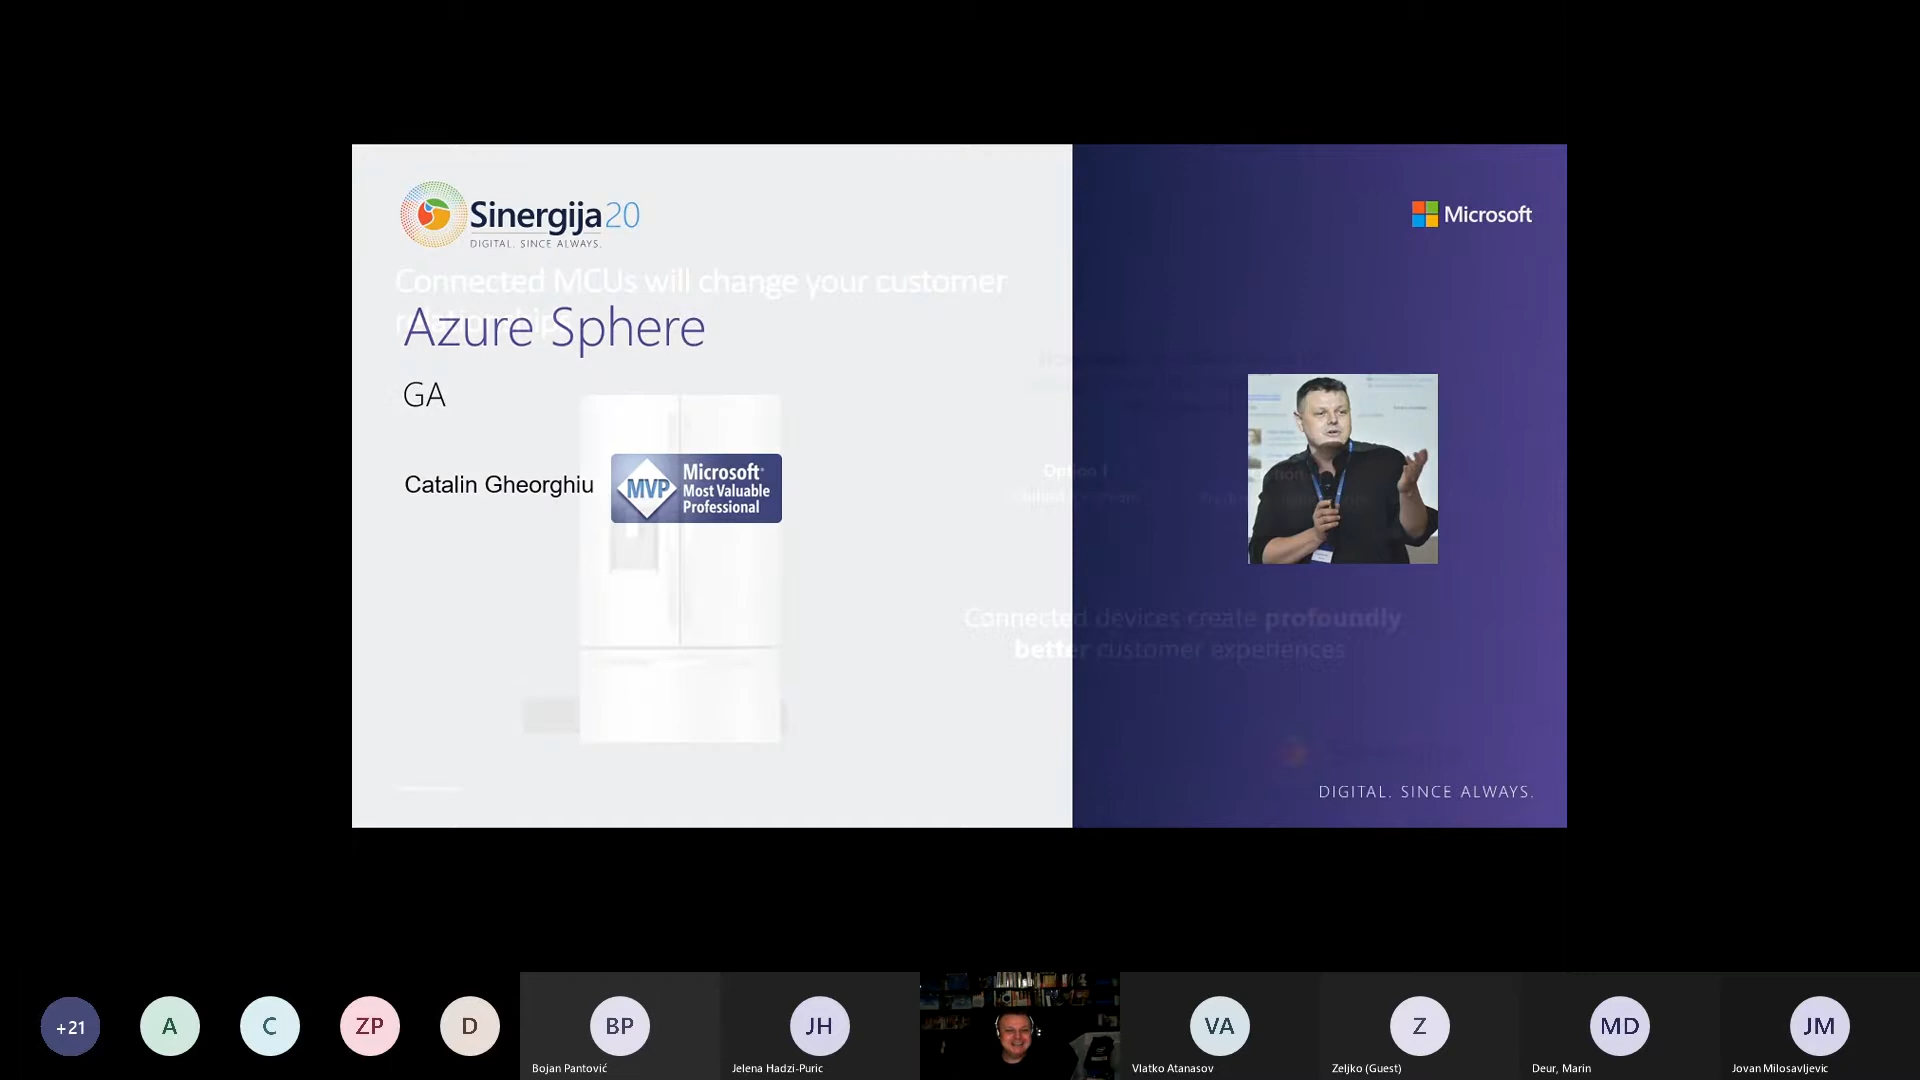 Sinergija20
DIGITAL. SINCE ALWAYS.
Microsoft
Connected MCUs will change your customer
Azure Sphere
GA
Catalin Gheorghiu
MVP
Microsoft®
Most Valuable
Professional
Option 1
Connected devices create profoundly
better customer experiences
DIGITAL. SINCE ALWAYS.
+21
A
C
ZP
D
BP
Bojan Pantović
JH
Jelena Hadzi-Puric
VA
Vlatko Atanasov
Z
Zeljko (Guest)
MD
Deur, Marin
JM
Jovan Milosavljevic